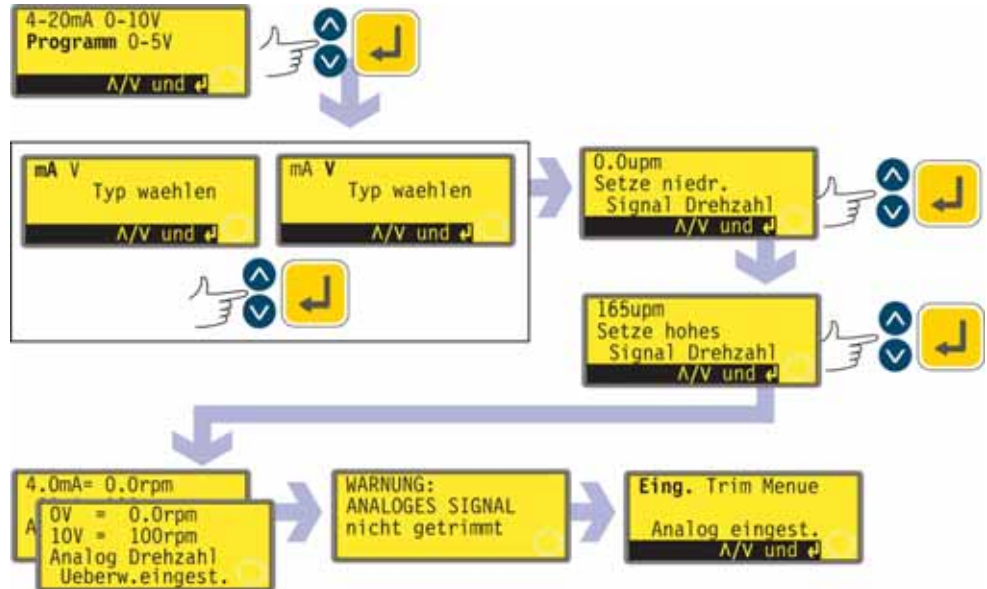 4-20mA 0-10V
Programm 0-5V
Λ/V und ↲
mA V
Typ waehlen
Λ/V und ↲
mA V
Typ waehlen
Λ/V und ↲
0.0upm
Setze niedr.
Signal Drehzahl
Λ/V und ↲
165upm
Setze hohes
Signal Drehzahl
Λ/V und ↲
4.0mA= 0.0rpm
A
0V = 0.0rpm
10V = 100rpm
Analog Drehzahl
Ueberw.eingest.
WARNUNG:
ANALOGES SIGNAL
nicht getrimmt
Eing. Trim Menue
Analog eingest.
Λ/V und ↲